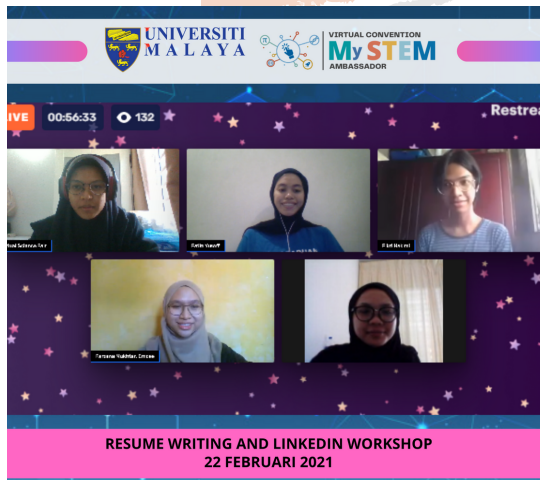 UNIVERSITI
MALAYA
VIRTUAL CONVENTION
My STEM
AMBASSADOR
LIVE
00:56:33
132
Restrea
RESUME WRITING AND LINKEDIN WORKSHOP
22 FEBRUARI 2021